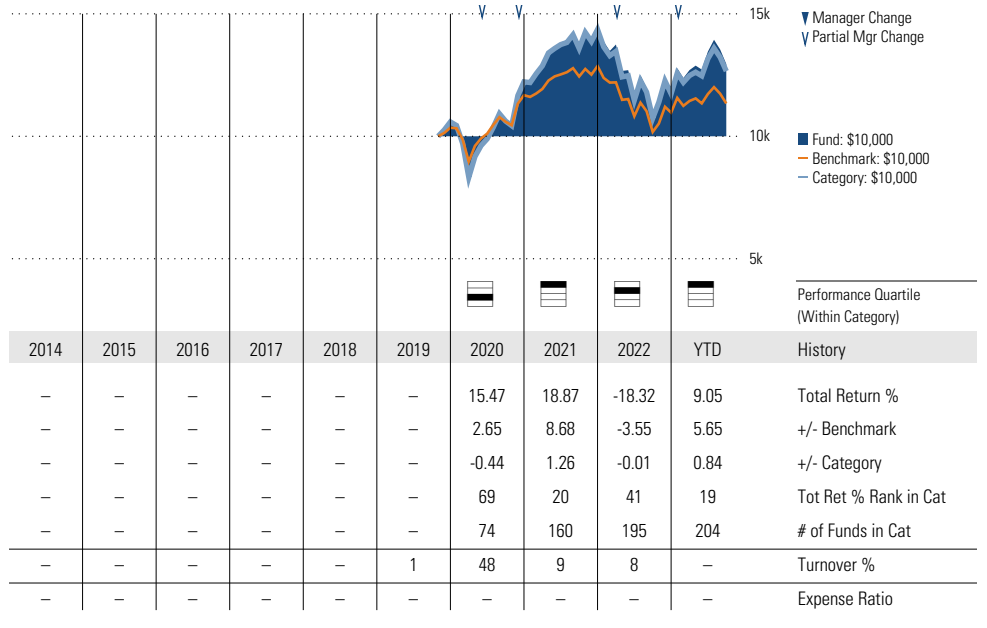 15k
Manager Change
Partial Mgr Change
10k
Fund: $10,000
Benchmark: $10,000
Category: $10,000
5k
Performance Quartile
(Within Category)
2014 2015 2016 2017 2018 2019 2020 2021 2022 YTD History
– – – – – – 15.47 18.87 -18.32 9.05 Total Return %
– – – – – – 2.65 8.68 -3.55 5.65 +/- Benchmark
– – – – – – -0.44 1.26 -0.01 0.84 +/- Category
– – – – – – 69 20 41 19 Tot Ret % Rank in Cat
– – – – – – 74 160 195 204 # of Funds in Cat
– – – – – 1 48 9 8 – Turnover %
– – – – – – – – – – Expense Ratio